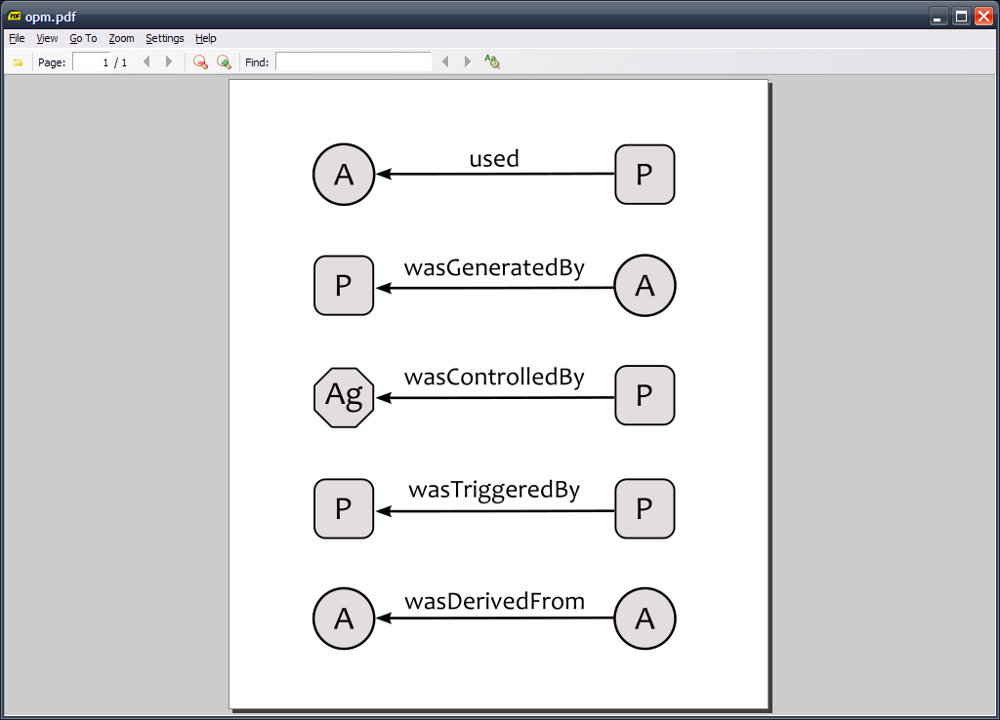 opm.pdf
File View Go To Zoom Settings Help
Page: 1 / 1 Find:
used
A P
wasGeneratedBy
P A
wasControlledBy
Ag P
wasTriggeredBy
P P
wasDerivedFrom
A A